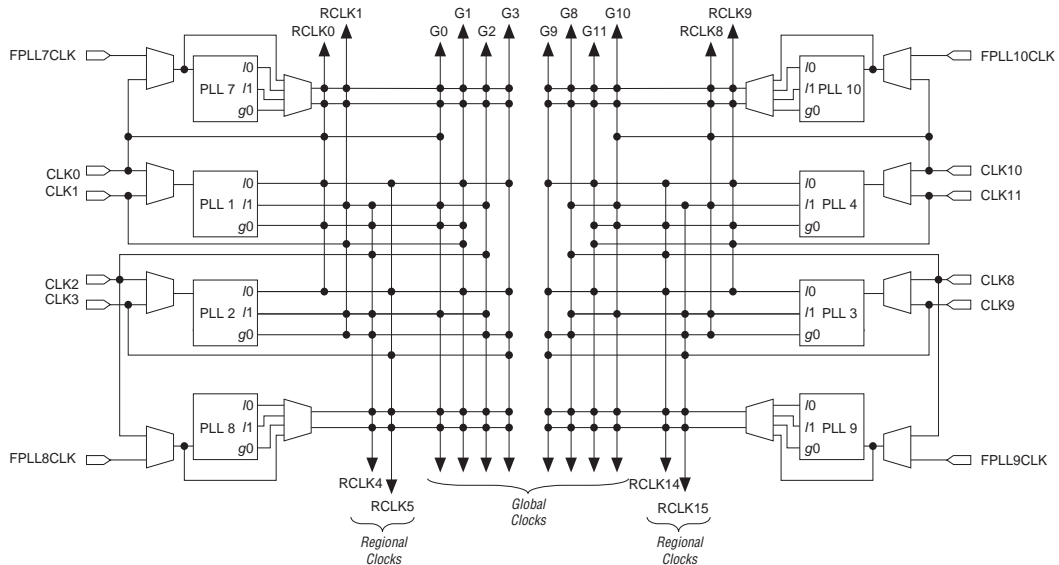 RCLK1
G1
G3
G8
G10
RCLK9
RCLK0
G0
G2
G9
G11
RCLK8
FPLL7CLK
PLL 7
l0
l1
g0
l0
l1
g0
PLL 10
FPLL10CLK
CLK0
CLK1
PLL 1
l0
l1
g0
l0
l1
g0
PLL 4
CLK10
CLK11
CLK2
CLK3
PLL 2
l0
l1
g0
l0
l1
g0
PLL 3
CLK8
CLK9
PLL 8
l0
l1
g0
l0
l1
g0
PLL 9
FPLL8CLK
FPLL9CLK
RCLK4
RCLK5
Global
Clocks
RCLK14
RCLK15
Regional
Clocks
Regional
Clocks